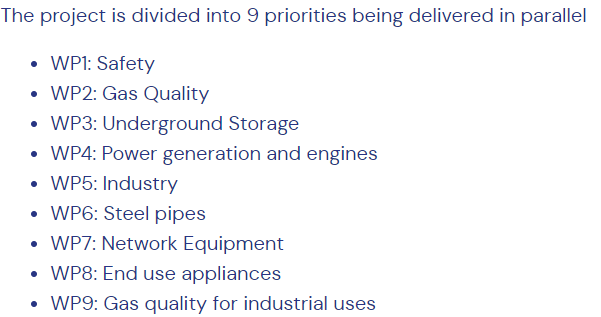 The project is divided into 9 priorities being delivered in parallel
• WP1: Safety
• WP2: Gas Quality
• WP3: Underground Storage
• WP4: Power generation and engines
• WP5: Industry
• WP6: Steel pipes
• WP7: Network Equipment
• WP8: End use appliances
• WP9: Gas quality for industrial uses